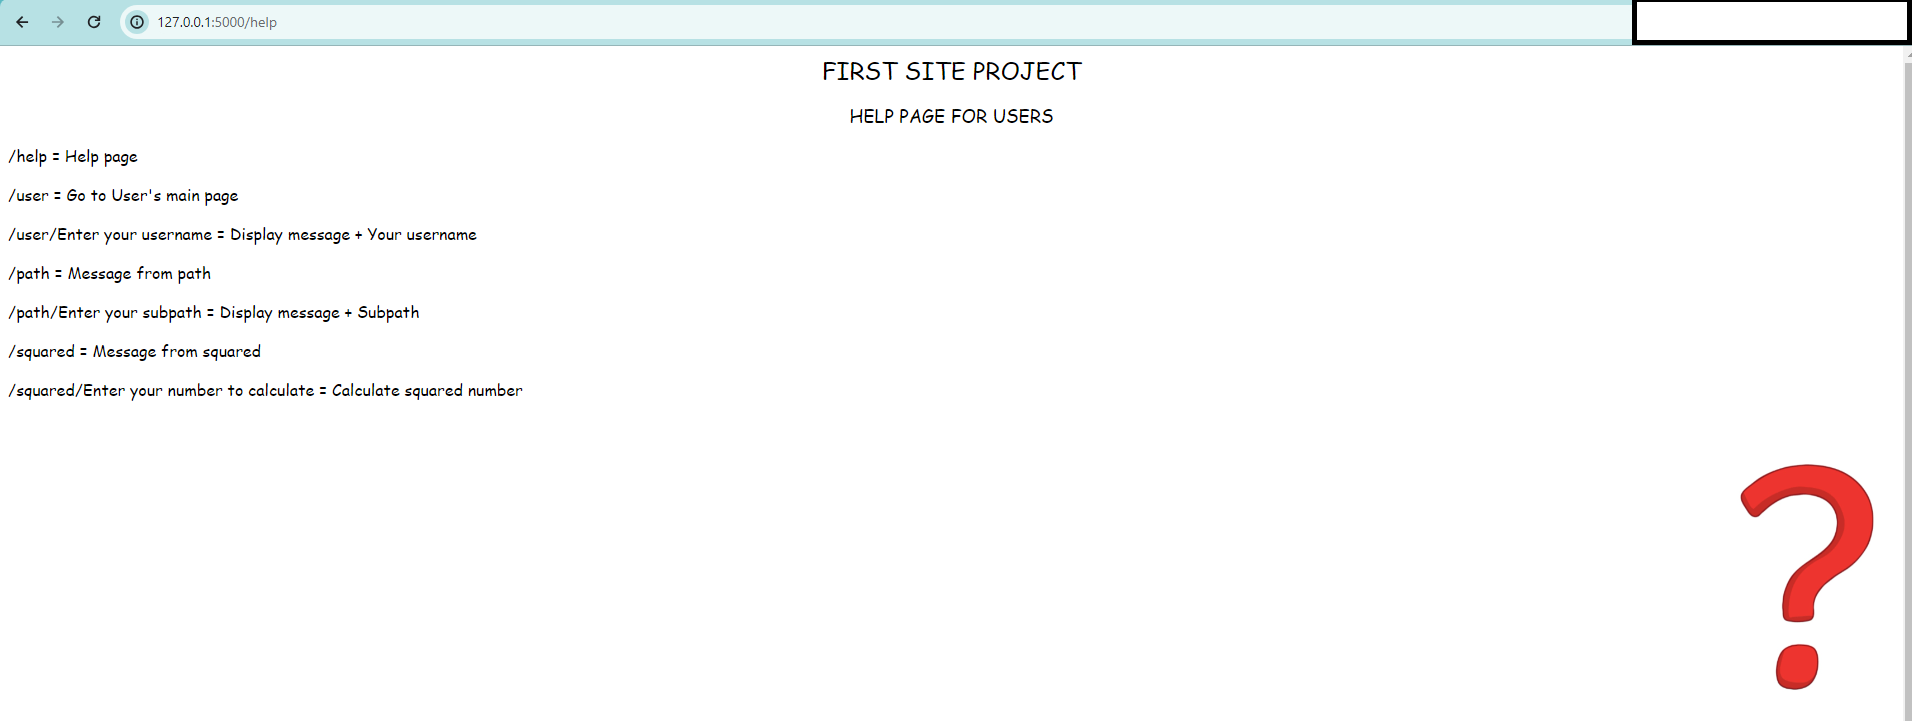 127.0.0.1:5000/help
FIRST SITE PROJECT
HELP PAGE FOR USERS
/help = Help page
/user = Go to User's main page
/user/Enter your username = Display message + Your username
/path = Message from path
/path/Enter your subpath = Display message + Subpath
/squared = Message from squared
/squared/Enter your number to calculate = Calculate squared number
?